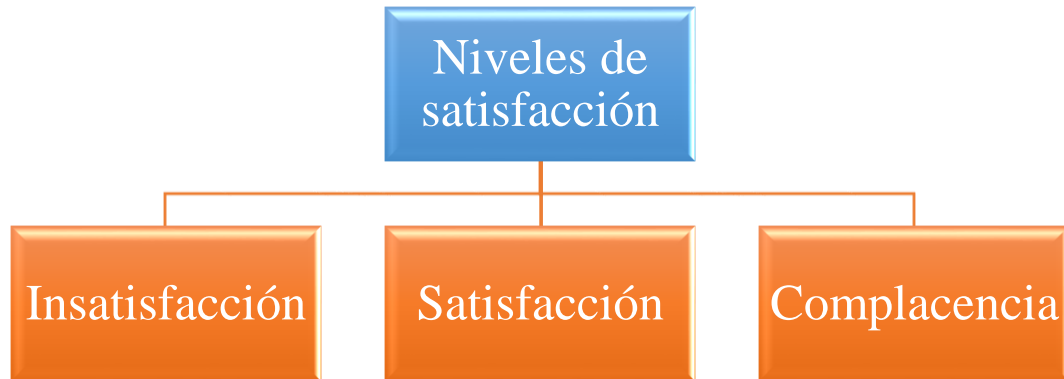 Niveles de
satisfacción
Insatisfacción
Satisfacción
Complacencia